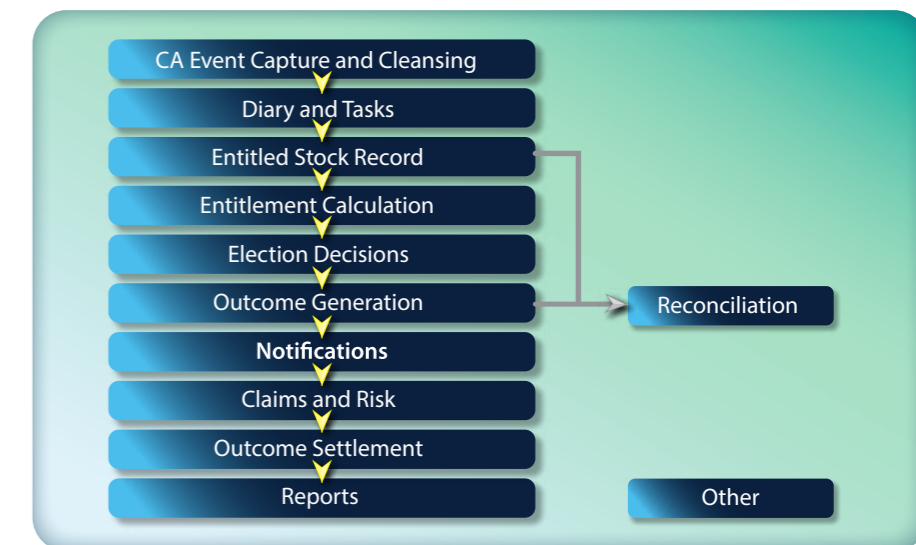 CA Event Capture and Cleansing
Diary and Tasks
Entitled Stock Record
Entitlement Calculation
Election Decisions
Outcome Generation
Reconciliation
Notifications
Claims and Risk
Outcome Settlement
Reports
Other